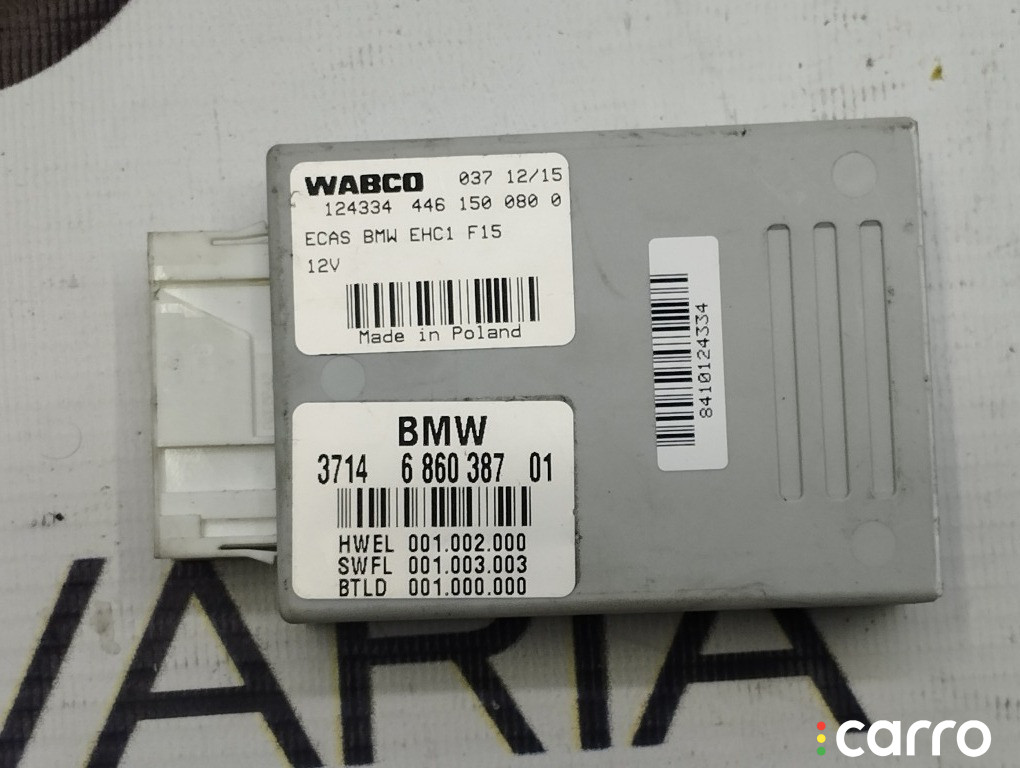 WABCO 037 12/15
124334 446 150 080 0
ECAS BMW EHC1 F15
12V
Made in Poland
8410124334
BMW
3714 6 860 387 01
HWEL 001.002.000
SWFL 001.003.003
BTLD 001.000.000
VARIA
carro